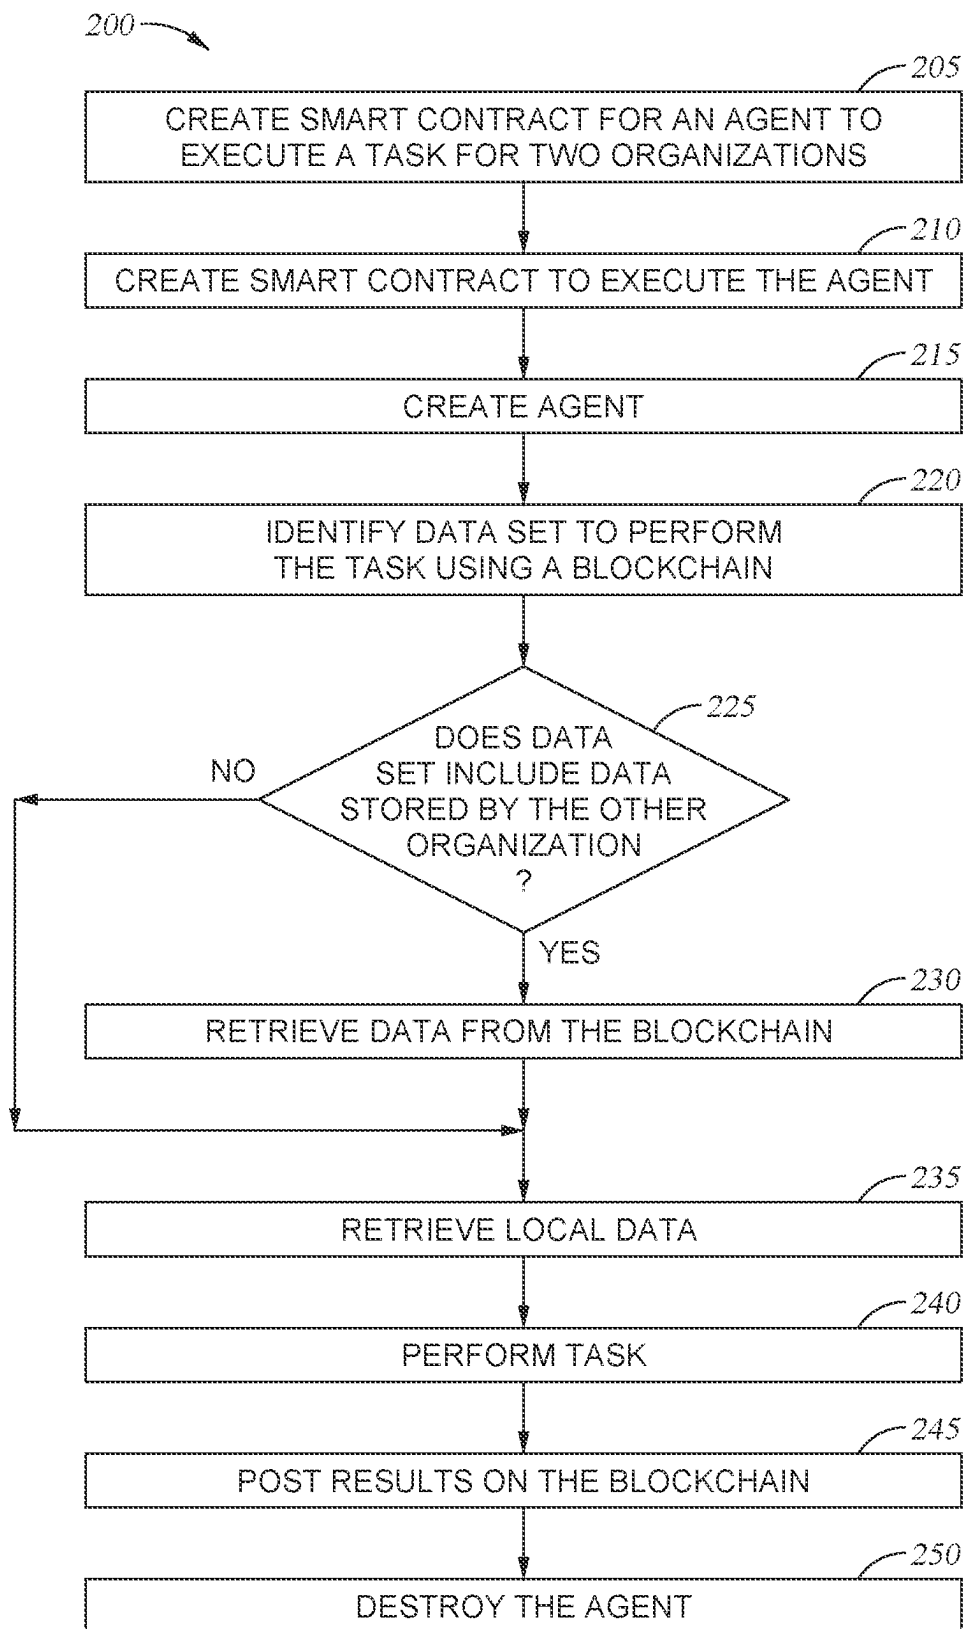 200
205
CREATE SMART CONTRACT FOR AN AGENT TO
EXECUTE A TASK FOR TWO ORGANIZATIONS
210
CREATE SMART CONTRACT TO EXECUTE THE AGENT
215
CREATE AGENT
220
IDENTIFY DATA SET TO PERFORM
THE TASK USING A BLOCKCHAIN
225
DOES DATA
SET INCLUDE DATA
STORED BY THE OTHER
ORGANIZATION
?
NO
YES
230
RETRIEVE DATA FROM THE BLOCKCHAIN
235
RETRIEVE LOCAL DATA
240
PERFORM TASK
245
POST RESULTS ON THE BLOCKCHAIN
250
DESTROY THE AGENT